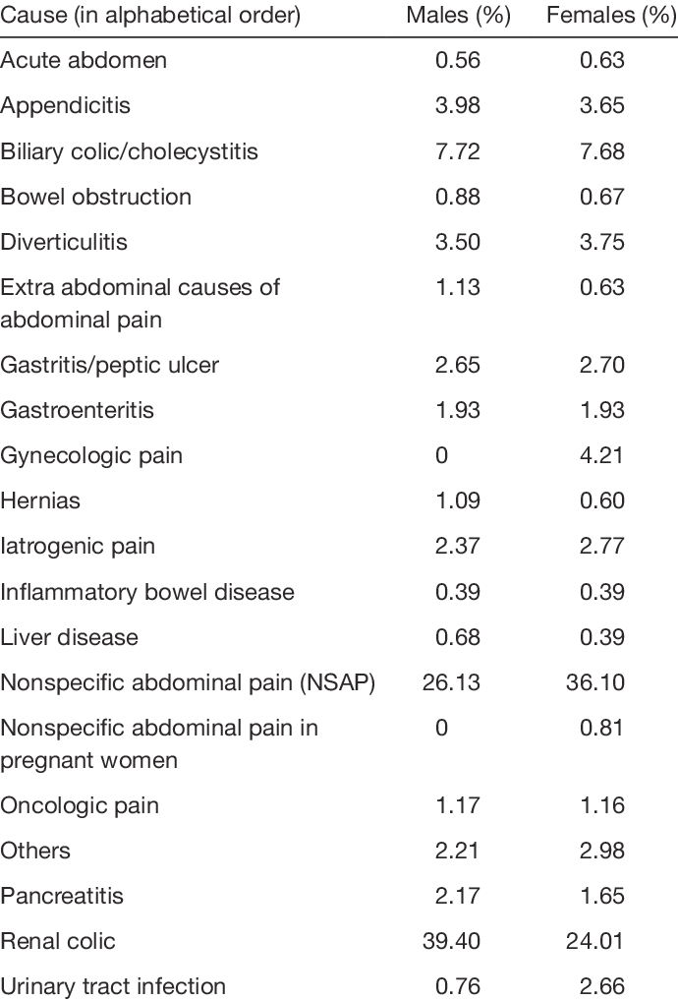 Cause (in alphabetical order) Males (%) Females (%)
Acute abdomen 0.56 0.63
Appendicitis 3.98 3.65
Biliary colic/cholecystitis 7.72 7.68
Bowel obstruction 0.88 0.67
Diverticulitis 3.50 3.75
Extra abdominal causes of 1.13 0.63
abdominal pain
Gastritis/peptic ulcer 2.65 2.70
Gastroenteritis 1.93 1.93
Gynecologic pain 0 4.21
Hernias 1.09 0.60
Iatrogenic pain 2.37 2.77
Inflammatory bowel disease 0.39 0.39
Liver disease 0.68 0.39
Nonspecific abdominal pain (NSAP) 26.13 36.10
Nonspecific abdominal pain in 0 0.81
pregnant women
Oncologic pain 1.17 1.16
Others 2.21 2.98
Pancreatitis 2.17 1.65
Renal colic 39.40 24.01
Urinary tract infection 0.76 2.66